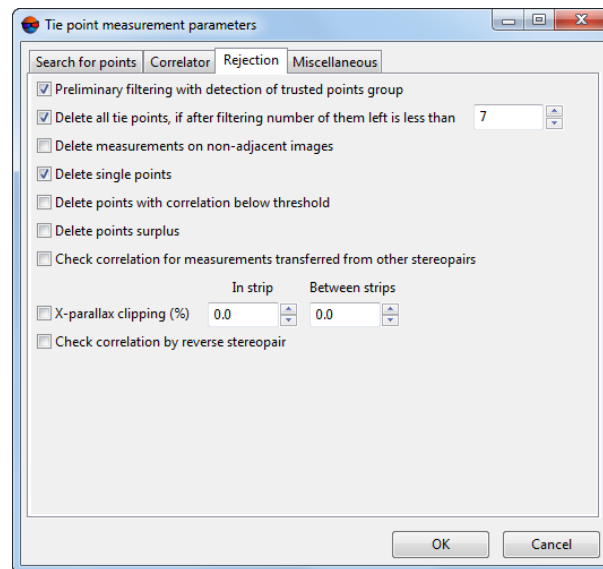 Tie point measurement parameters
Search for points Correlator Rejection Miscellaneous
Preliminary filtering with detection of trusted points group
Delete all tie points, if after filtering number of them left is less than 7
Delete measurements on non-adjacent images
Delete single points
Delete points with correlation below threshold
Delete points surplus
Check correlation for measurements transferred from other stereopairs
In strip Between strips
X-parallax clipping (%) 0.0 0.0
Check correlation by reverse stereopair
OK Cancel